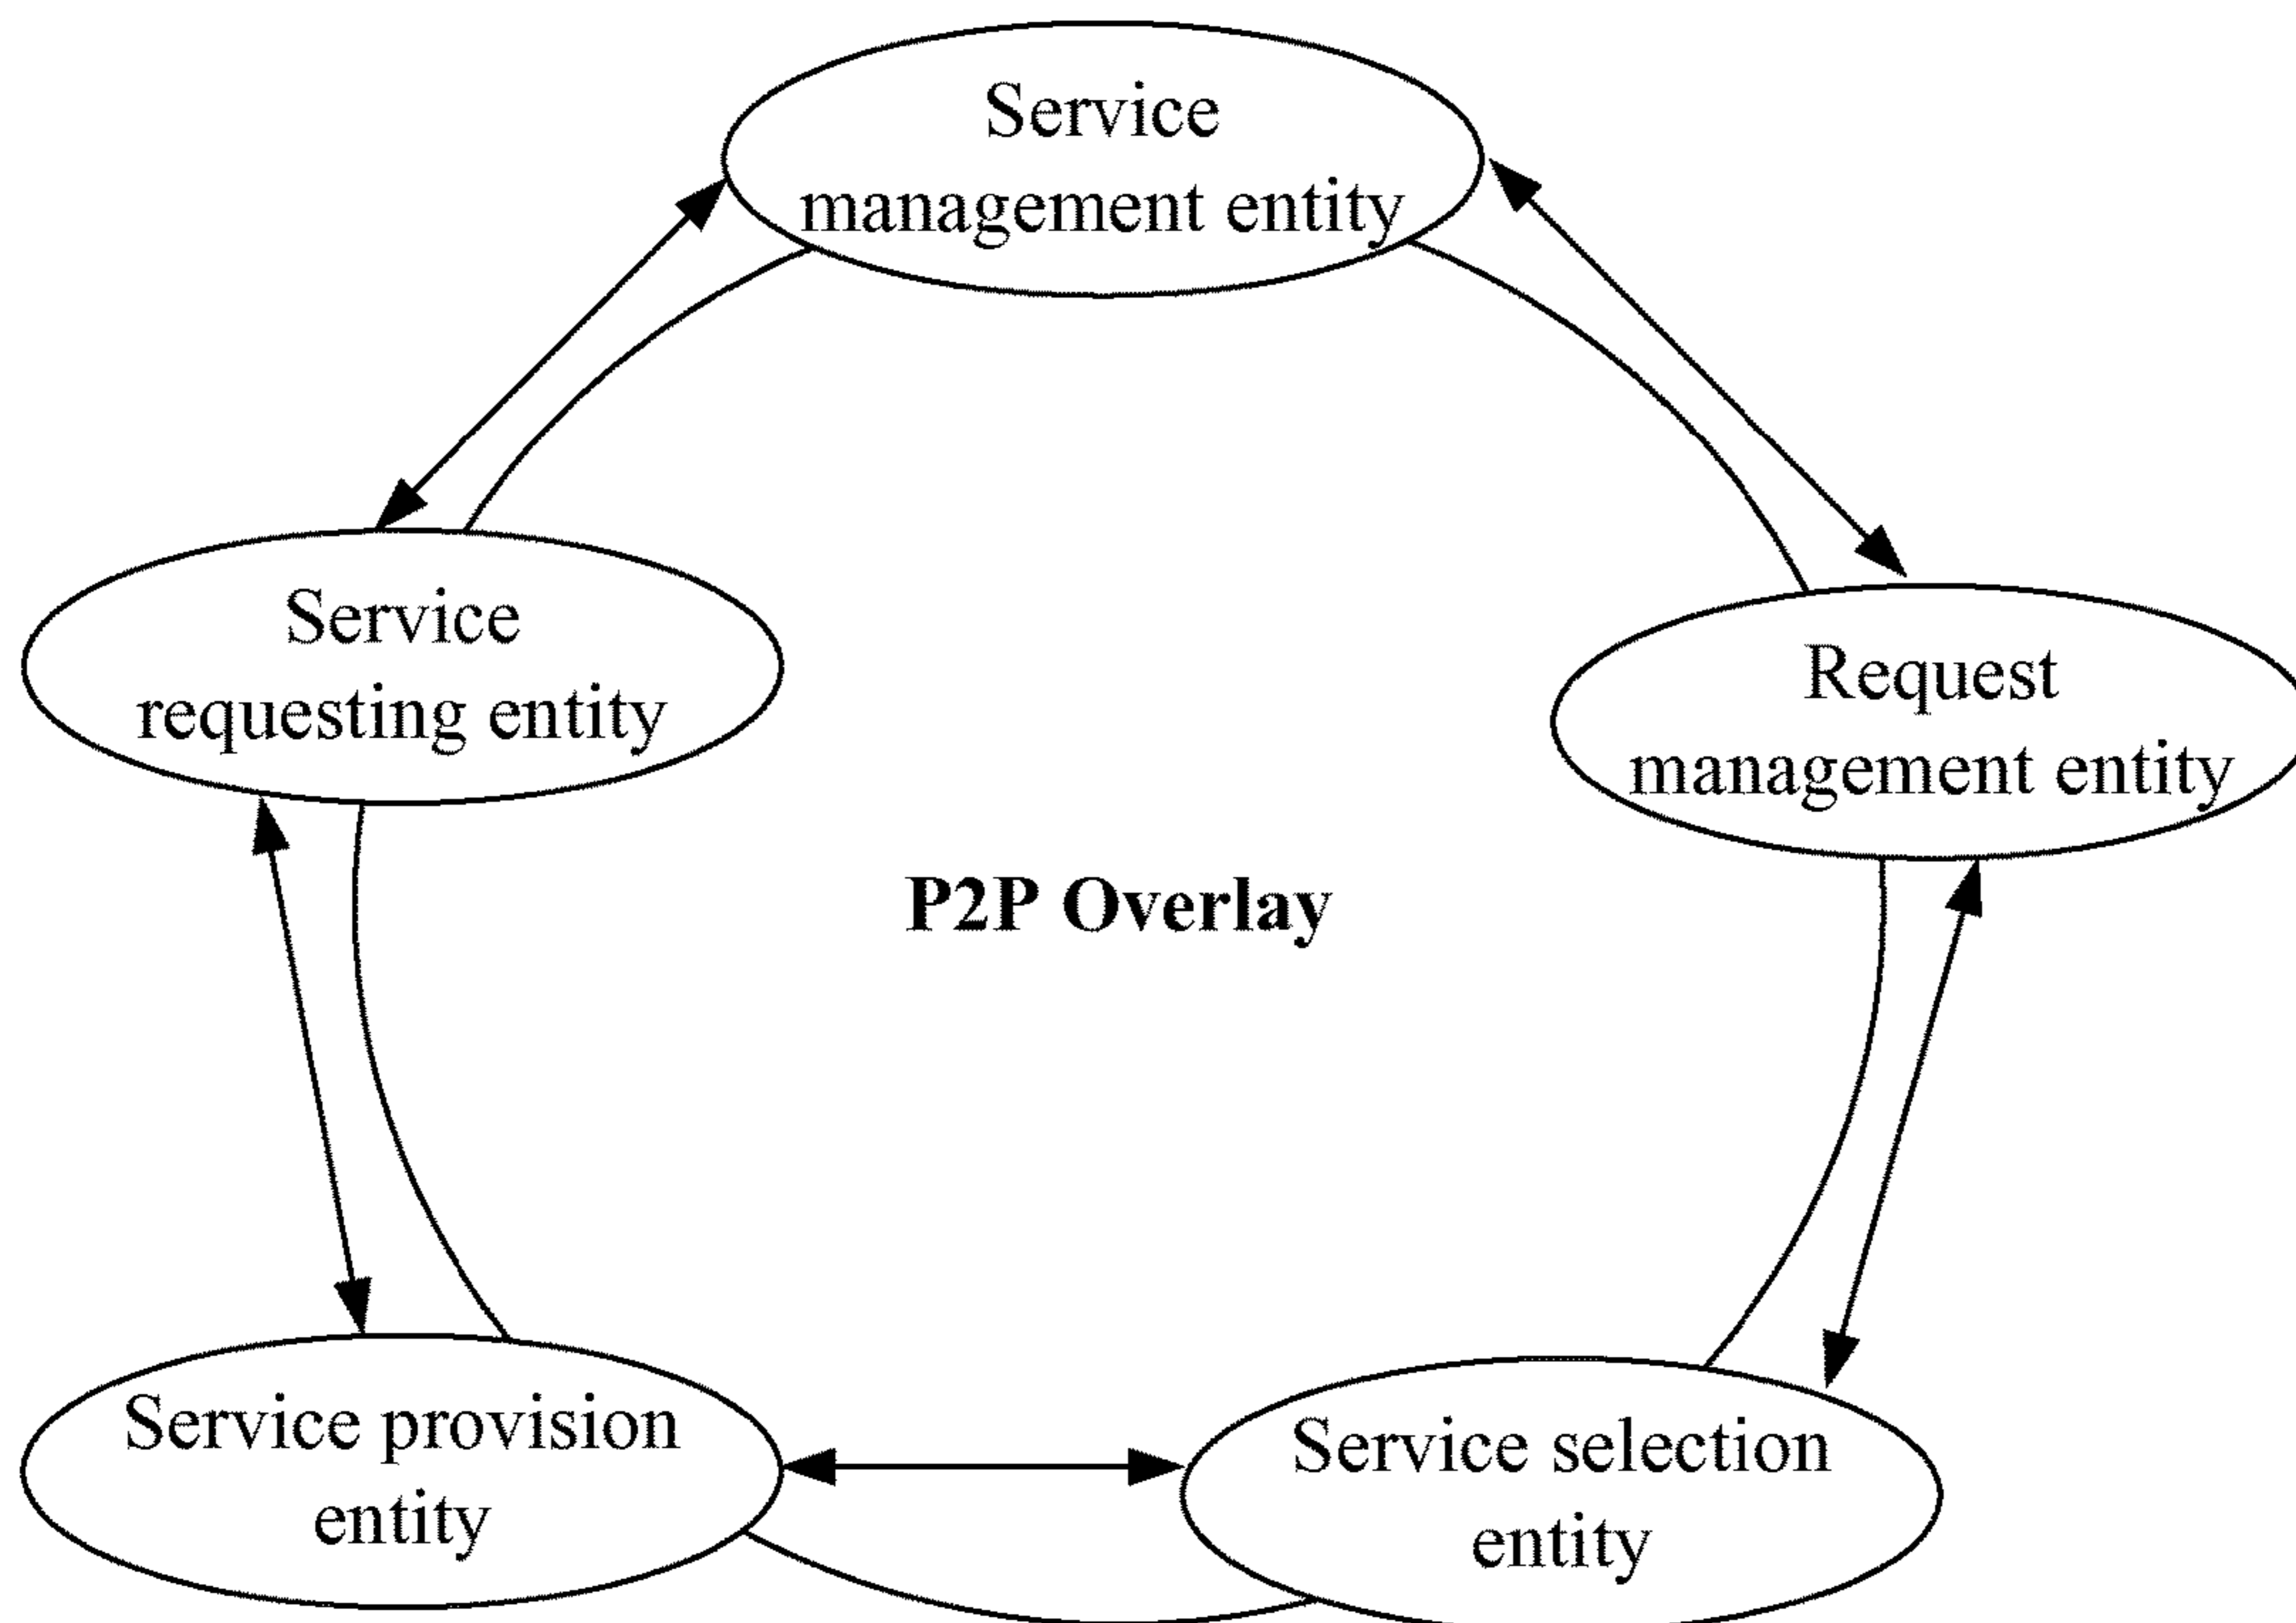 Service
management entity
Service
requesting entity
Request
management entity
P2P Overlay
Service provision
entity
Service selection
entity